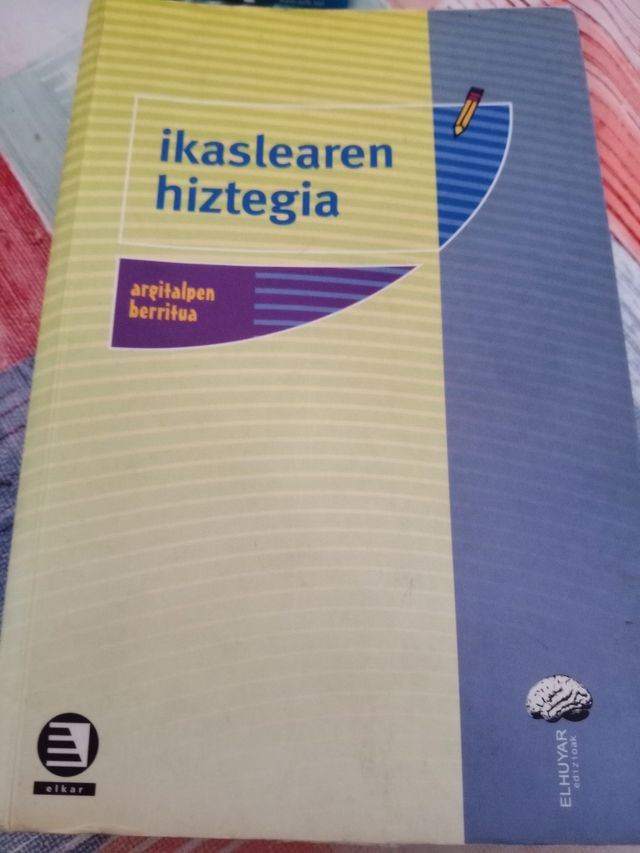 ikaslearen
hiztegia
argitalpen
berritua
elkar
ELHUYAR
edizioak